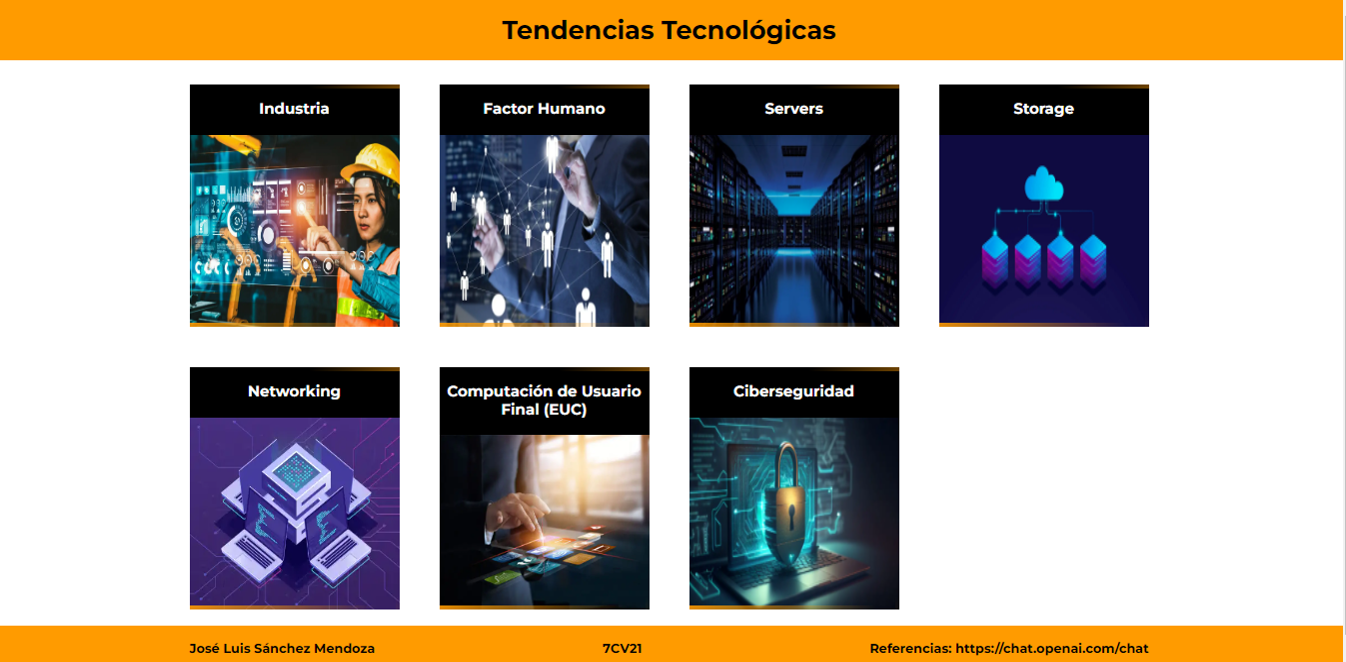 Tendencias Tecnológicas
Industria
Factor Humano
Servers
Storage
Networking
Computación de Usuario
Final (EUC)
Ciberseguridad
José Luis Sánchez Mendoza
7CV21
Referencias: https://chat.openai.com/chat